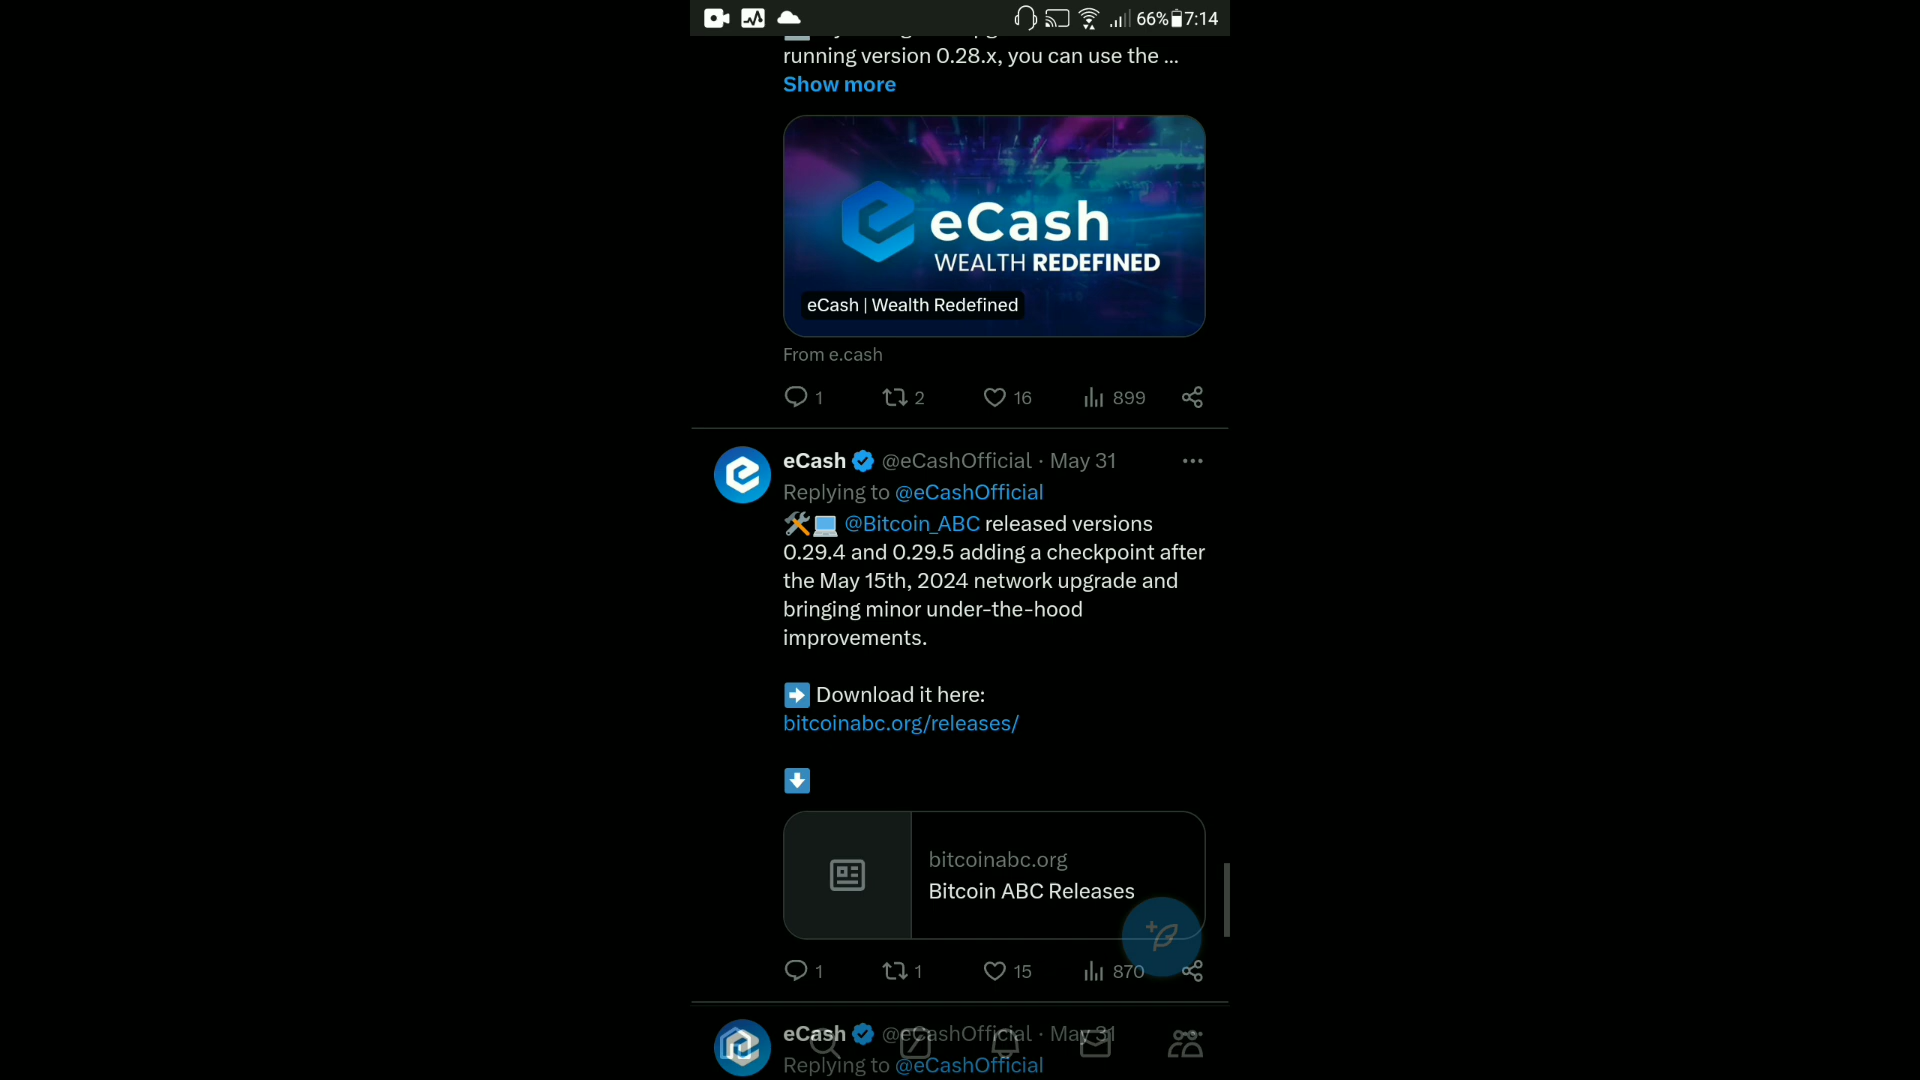 66% 7:14
running version 0.28.x, you can use the ...
Show more
eCash
WEALTH REDEFINED
eCash | Wealth Redefined
From e.cash
1 2 16 899
eCash @eCashOfficial · May 31
Replying to @eCashOfficial
@Bitcoin_ABC released versions
0.29.4 and 0.29.5 adding a checkpoint after
the May 15th, 2024 network upgrade and
bringing minor under-the-hood
improvements.
Download it here:
bitcoinabc.org/releases/
bitcoinabc.org
Bitcoin ABC Releases
1 1 15 870
eCash @eCashOfficial · May 31
Replying to @eCashOfficial